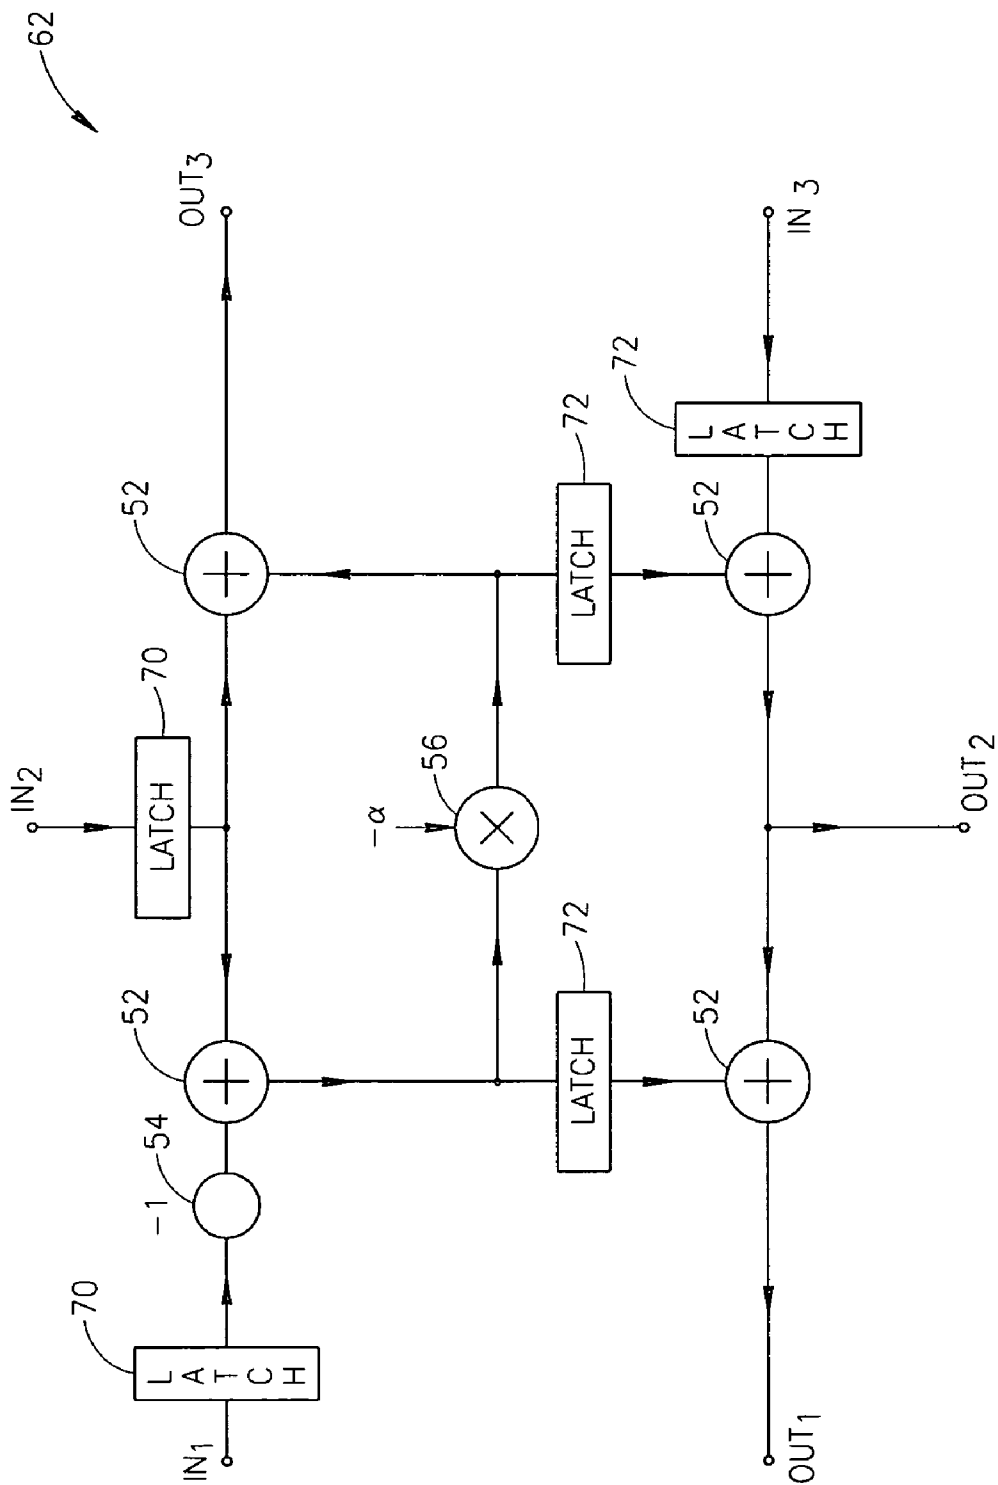 62
IN₁
70
LATCH
-1
54
52
IN₂
70
LATCH
52
OUT₃
-α
56
72
LATCH
72
LATCH
72
LATCH
52
52
OUT₁
OUT₂
IN₃